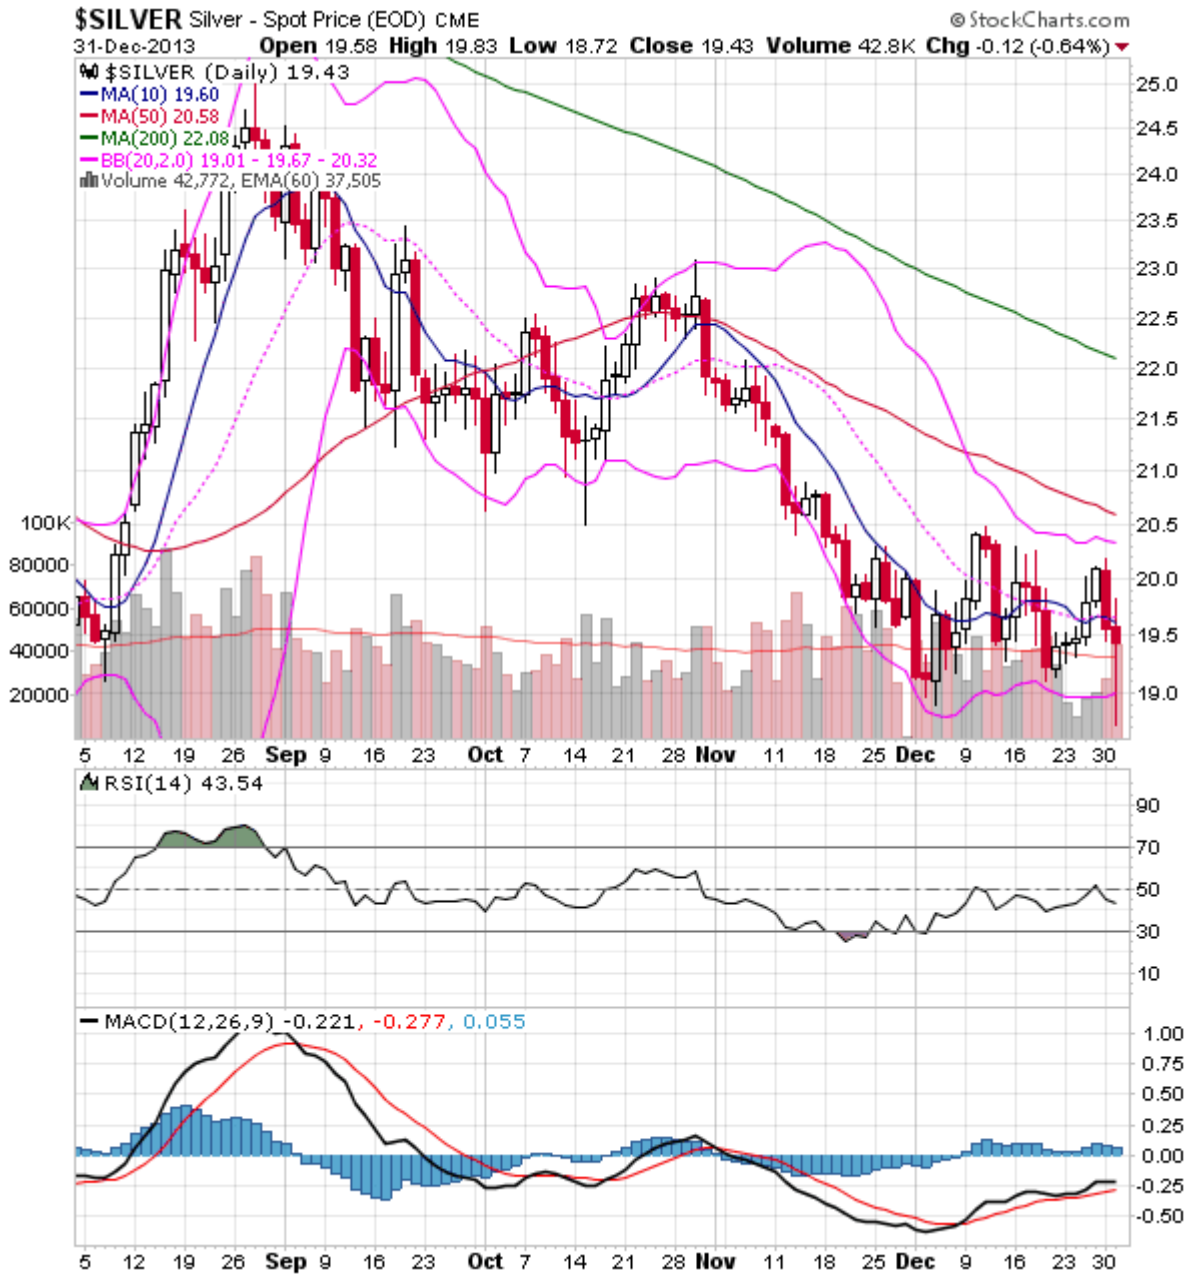 $SILVER Silver - Spot Price (EOD) CME © StockCharts.com
31-Dec-2013 Open 19.58 High 19.83 Low 18.72 Close 19.43 Volume 42.8K Chg -0.12 (-0.64%)
$SILVER (Daily) 19.43
MA(10) 19.60
MA(50) 20.58
MA(200) 22.08
BB(20,2.0) 19.01 - 19.67 - 20.32
Volume 42,772, EMA(60) 37,505
25.0
24.5
24.0
23.5
23.0
22.5
22.0
21.5
21.0
20.5
20.0
19.5
19.0
100K
80000
60000
40000
20000
5 12 19 26 Sep 9 16 23 Oct 7 14 21 28 Nov 11 18 25 Dec 9 16 23 30
RSI(14) 43.54
90
70
50
30
10
MACD(12,26,9) -0.221, -0.277, 0.055
1.00
0.75
0.50
0.25
0.00
-0.25
-0.50
5 12 19 26 Sep 9 16 23 Oct 7 14 21 28 Nov 11 18 25 Dec 9 16 23 30